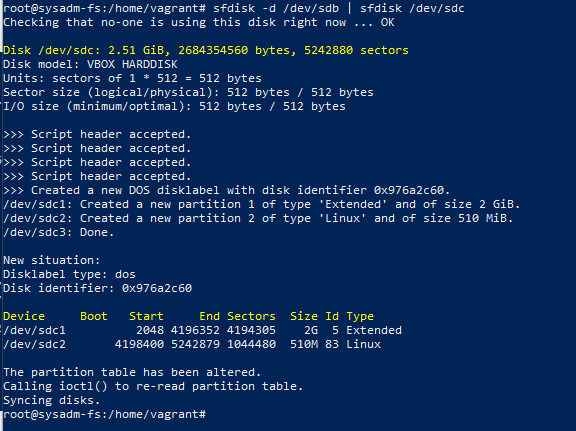 root@sysadm-fs:/home/vagrant# sfdisk -d /dev/sdb | sfdisk /dev/sdc
Checking that no-one is using this disk right now ... OK
Disk /dev/sdc: 2.51 GiB, 2684354560 bytes, 5242880 sectors
Disk model: VBOX HARDDISK
Units: sectors of 1 * 512 = 512 bytes
Sector size (logical/physical): 512 bytes / 512 bytes
I/O size (minimum/optimal): 512 bytes / 512 bytes
>>> Script header accepted.
>>> Script header accepted.
>>> Script header accepted.
>>> Script header accepted.
>>> Created a new DOS disklabel with disk identifier 0x976a2c60.
/dev/sdc1: Created a new partition 1 of type 'Extended' and of size 2 GiB.
/dev/sdc2: Created a new partition 2 of type 'Linux' and of size 510 MiB.
/dev/sdc3: Done.
New situation:
Disklabel type: dos
Disk identifier: 0x976a2c60
Device     Boot   Start     End Sectors  Size Id Type
/dev/sdc1          2048 4196352 4194305    2G  5 Extended
/dev/sdc2       4198400 5242879 1044480  510M 83 Linux
The partition table has been altered.
Calling ioctl() to re-read partition table.
Syncing disks.
root@sysadm-fs:/home/vagrant#